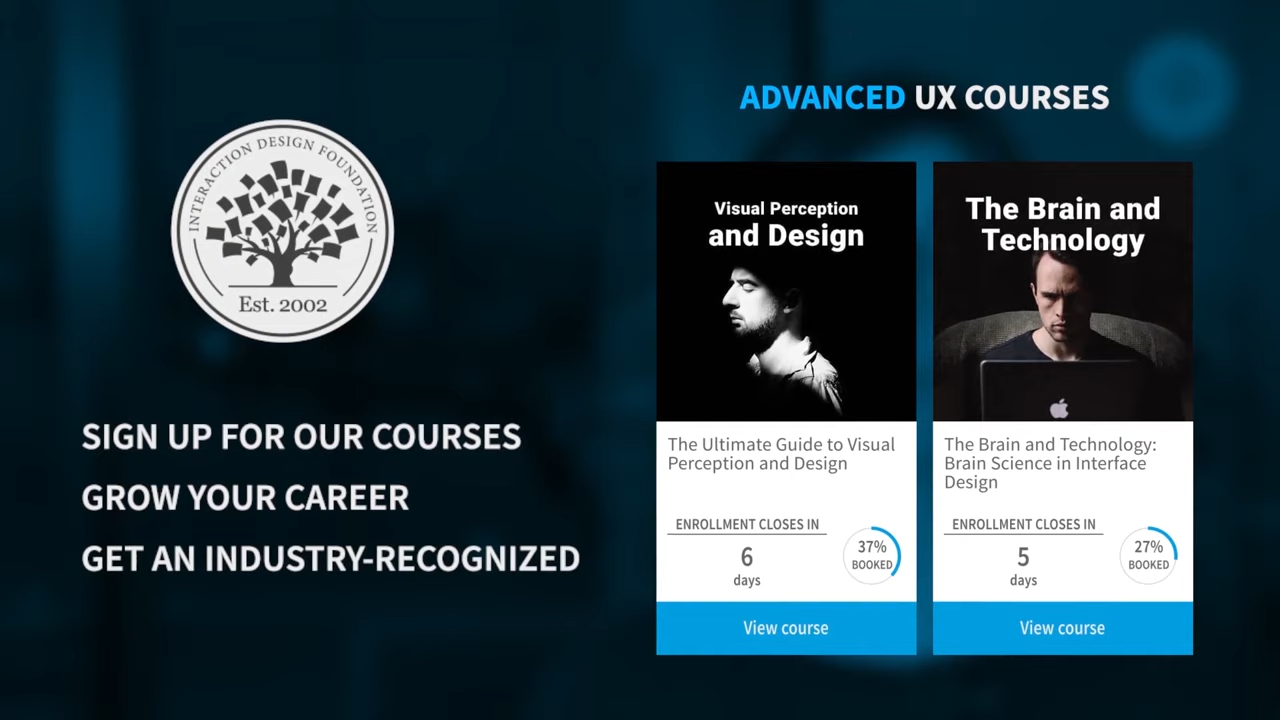 INTERACTION DESIGN FOUNDATION
Est. 2002
SIGN UP FOR OUR COURSES
GROW YOUR CAREER
GET AN INDUSTRY-RECOGNIZED
ADVANCED UX COURSES
Visual Perception
and Design
The Ultimate Guide to Visual
Perception and Design
ENROLLMENT CLOSES IN
6
days
37%
BOOKED
View course
The Brain and
Technology
The Brain and Technology:
Brain Science in Interface
Design
ENROLLMENT CLOSES IN
5
days
27%
BOOKED
View course